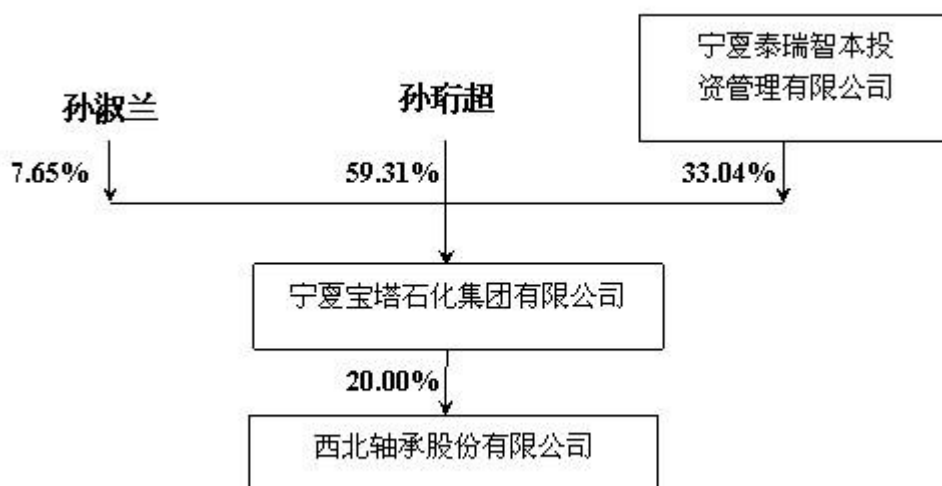 宁夏泰瑞智本投
资管理有限公司
孙淑兰
孙珩超
7.65%
59.31%
33.04%
宁夏宝塔石化集团有限公司
20.00%
西北轴承股份有限公司